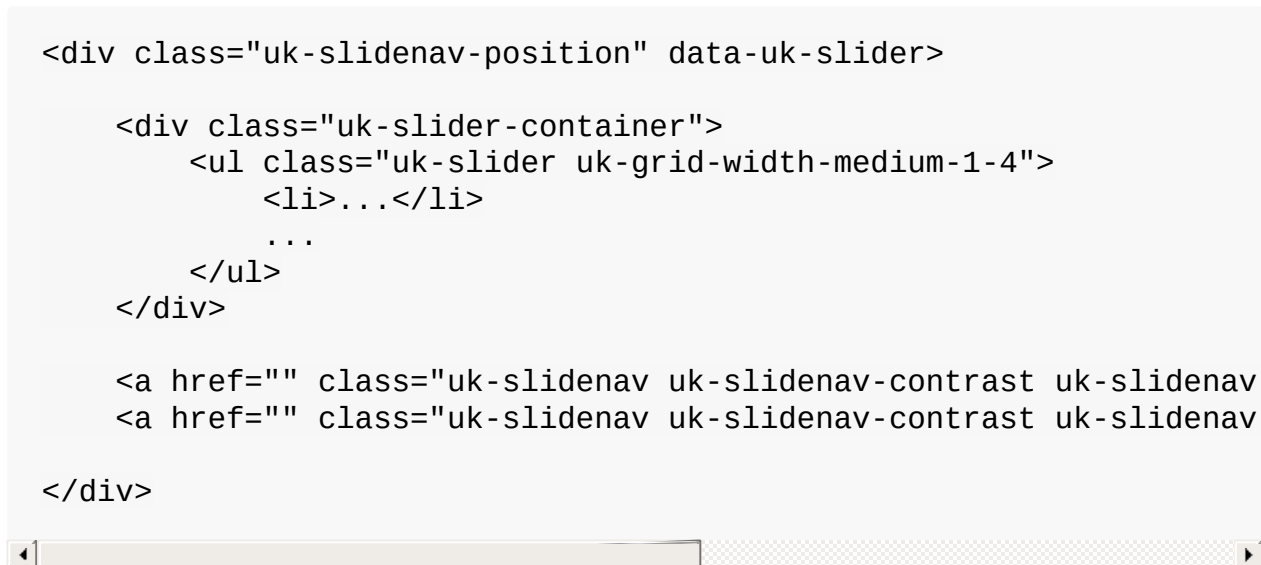 <div class="uk-slidenav-position" data-uk-slider>

    <div class="uk-slider-container">
        <ul class="uk-slider uk-grid-width-medium-1-4">
            <li>...</li>
            ...
        </ul>
    </div>

    <a href="" class="uk-slidenav uk-slidenav-contrast uk-slidenav
    <a href="" class="uk-slidenav uk-slidenav-contrast uk-slidenav

</div>